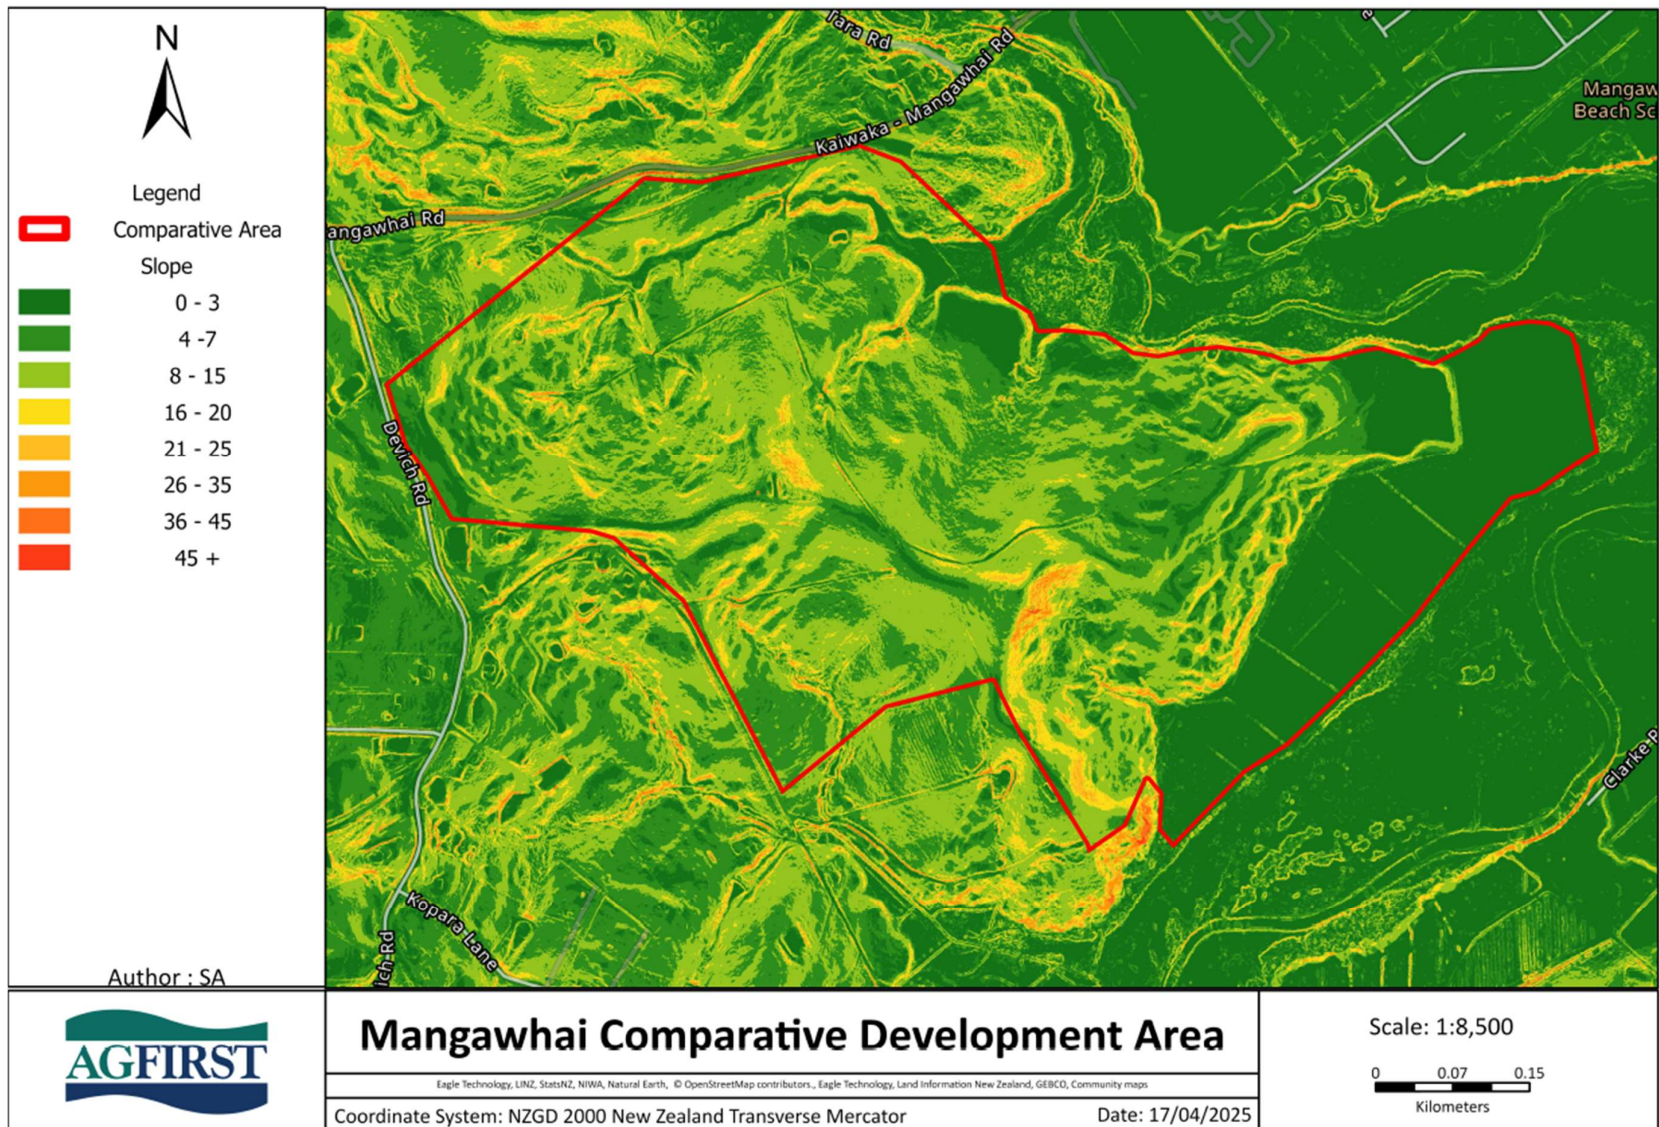 N
Legend
Comparative Area
Slope
0 - 3
4 -7
8 - 15
16 - 20
21 - 25
26 - 35
36 - 45
45 +
Author : SA
Tara Rd
Kaiwaka - Mangawhai Rd
Mangaw
Beach Sc
angawhai Rd
Devich Rd
Clarke
Kopara Lane
ich Rd
AGFIRST
Mangawhai Comparative Development Area
Eagle Technology, LINZ, StatsNZ, NIWA, Natural Earth, © OpenStreetMap contributors., Eagle Technology, Land Information New Zealand, GEBCO, Community maps
Coordinate System: NZGD 2000 New Zealand Transverse Mercator
Date: 17/04/2025
Scale: 1:8,500
0 0.07 0.15
Kilometers